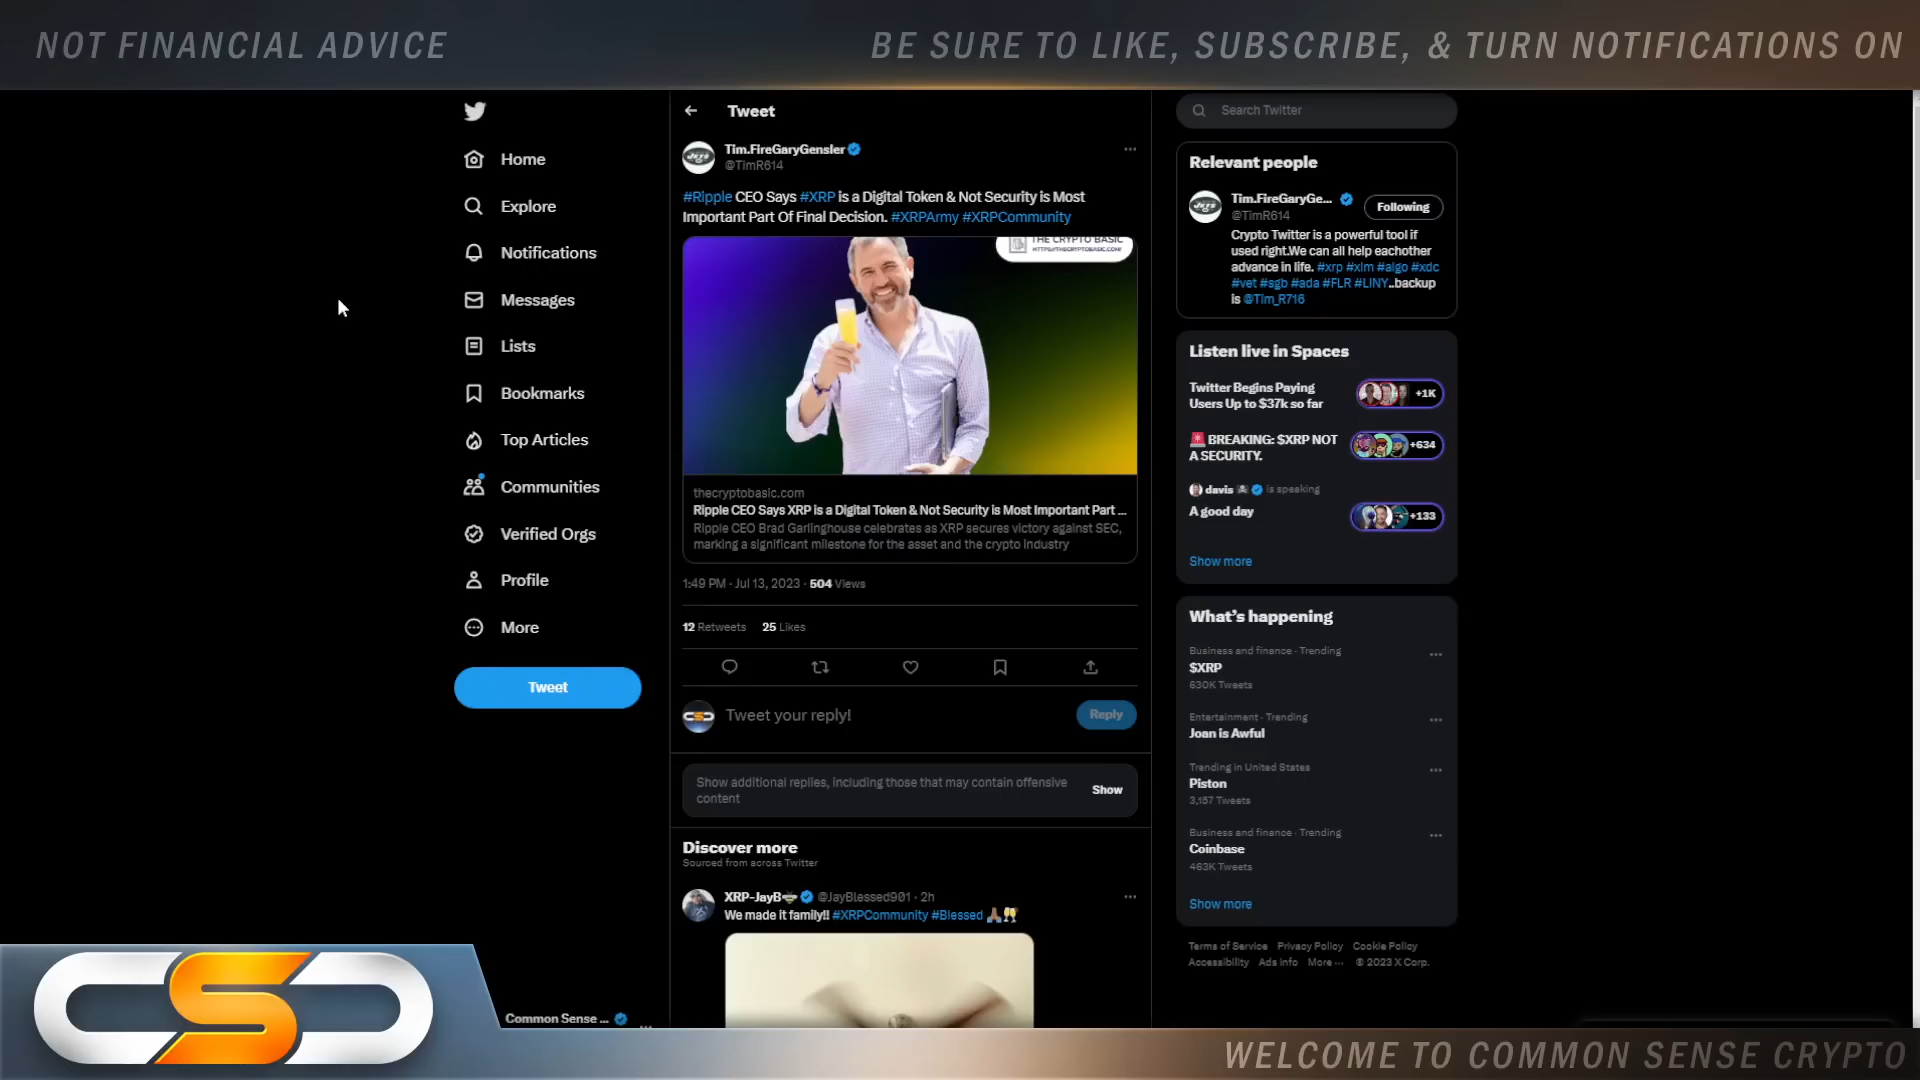 NOT FINANCIAL ADVICE
BE SURE TO LIKE, SUBSCRIBE, & TURN NOTIFICATIONS ON
Home
Explore
Notifications
Messages
Lists
Bookmarks
Top Articles
Communities
Verified Orgs
Profile
More
Tweet
Common Sense ...
Tweet
Tim.FireGaryGensler
@TimR614
#Ripple CEO Says #XRP is a Digital Token & Not Security is Most
Important Part Of Final Decision. #XRPArmy #XRPCommunity
JETS
THE CRYPTO BASIC
HTTPS://THECRYPTOBASIC.COM/
thecryptobasic.com
Ripple CEO Says XRP is a Digital Token & Not Security is Most Important Part ...
Ripple CEO Brad Garlinghouse celebrates as XRP secures victory against SEC,
marking a significant milestone for the asset and the crypto industry
1:49 PM · Jul 13, 2023 · 504 Views
12 Retweets 25 Likes
Tweet your reply!
Reply
Show additional replies, including those that may contain offensive
content
Show
Discover more
Sourced from across Twitter
XRP-JayB @JayBlessed901 · 2h
We made it family!! #XRPCommunity #Blessed
Search Twitter
Relevant people
JETS
Tim.FireGaryGe...
@TimR614
Following
Crypto Twitter is a powerful tool if
used right.We can all help eachother
advance in life. #xrp #xlm #algo #xdc
#vet #sgb #ada #FLR #LINY..backup
is @Tim_R716
Listen live in Spaces
Twitter Begins Paying
Users Up to $37k so far
+1K
BREAKING: $XRP NOT
A SECURITY.
+634
davis is speaking
A good day
+133
Show more
What's happening
Business and finance · Trending
$XRP
630K Tweets
Entertainment · Trending
Joan is Awful
Trending in United States
Piston
3,157 Tweets
Business and finance · Trending
Coinbase
463K Tweets
Show more
Terms of Service Privacy Policy Cookie Policy
Accessibility Ads info More ··· © 2023 X Corp.
CSC
WELCOME TO COMMON SENSE CRYPTO